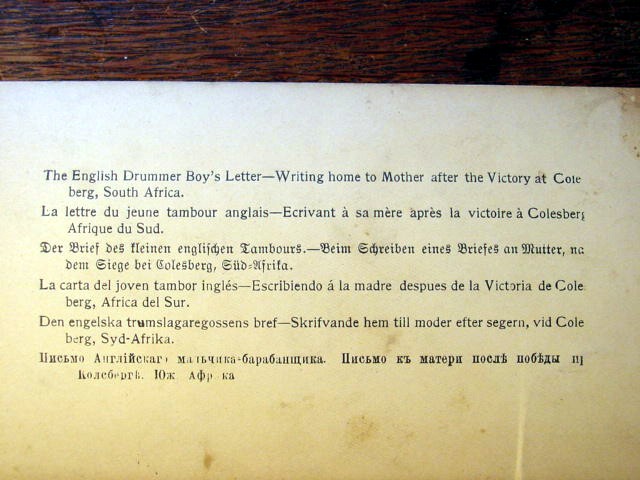 The English Drummer Boy's Letter—Writing home to Mother after the Victory at Cole
berg, South Africa.
La lettre du jeune tambour anglais—Ecrivant à sa mère après la victoire à Colesberg
Afrique du Sud.
Der Brief des kleinen englischen Tambours.—Beim Schreiben eines Briefes an Mutter, na
dem Siege bei Colesberg, Süd-Afrika.
La carta del joven tambor inglés—Escribiendo á la madre despues de la Victoria de Cole
berg, Africa del Sur.
Den engelska trumslagaregossens bref—Skrifvande hem till moder efter segern, vid Cole
berg, Syd-Afrika.
Письмо Англійскаго мальчика-барабанщика. Письмо къ матери послѣ побѣды п
Колсбергѣ. Юж. Африка